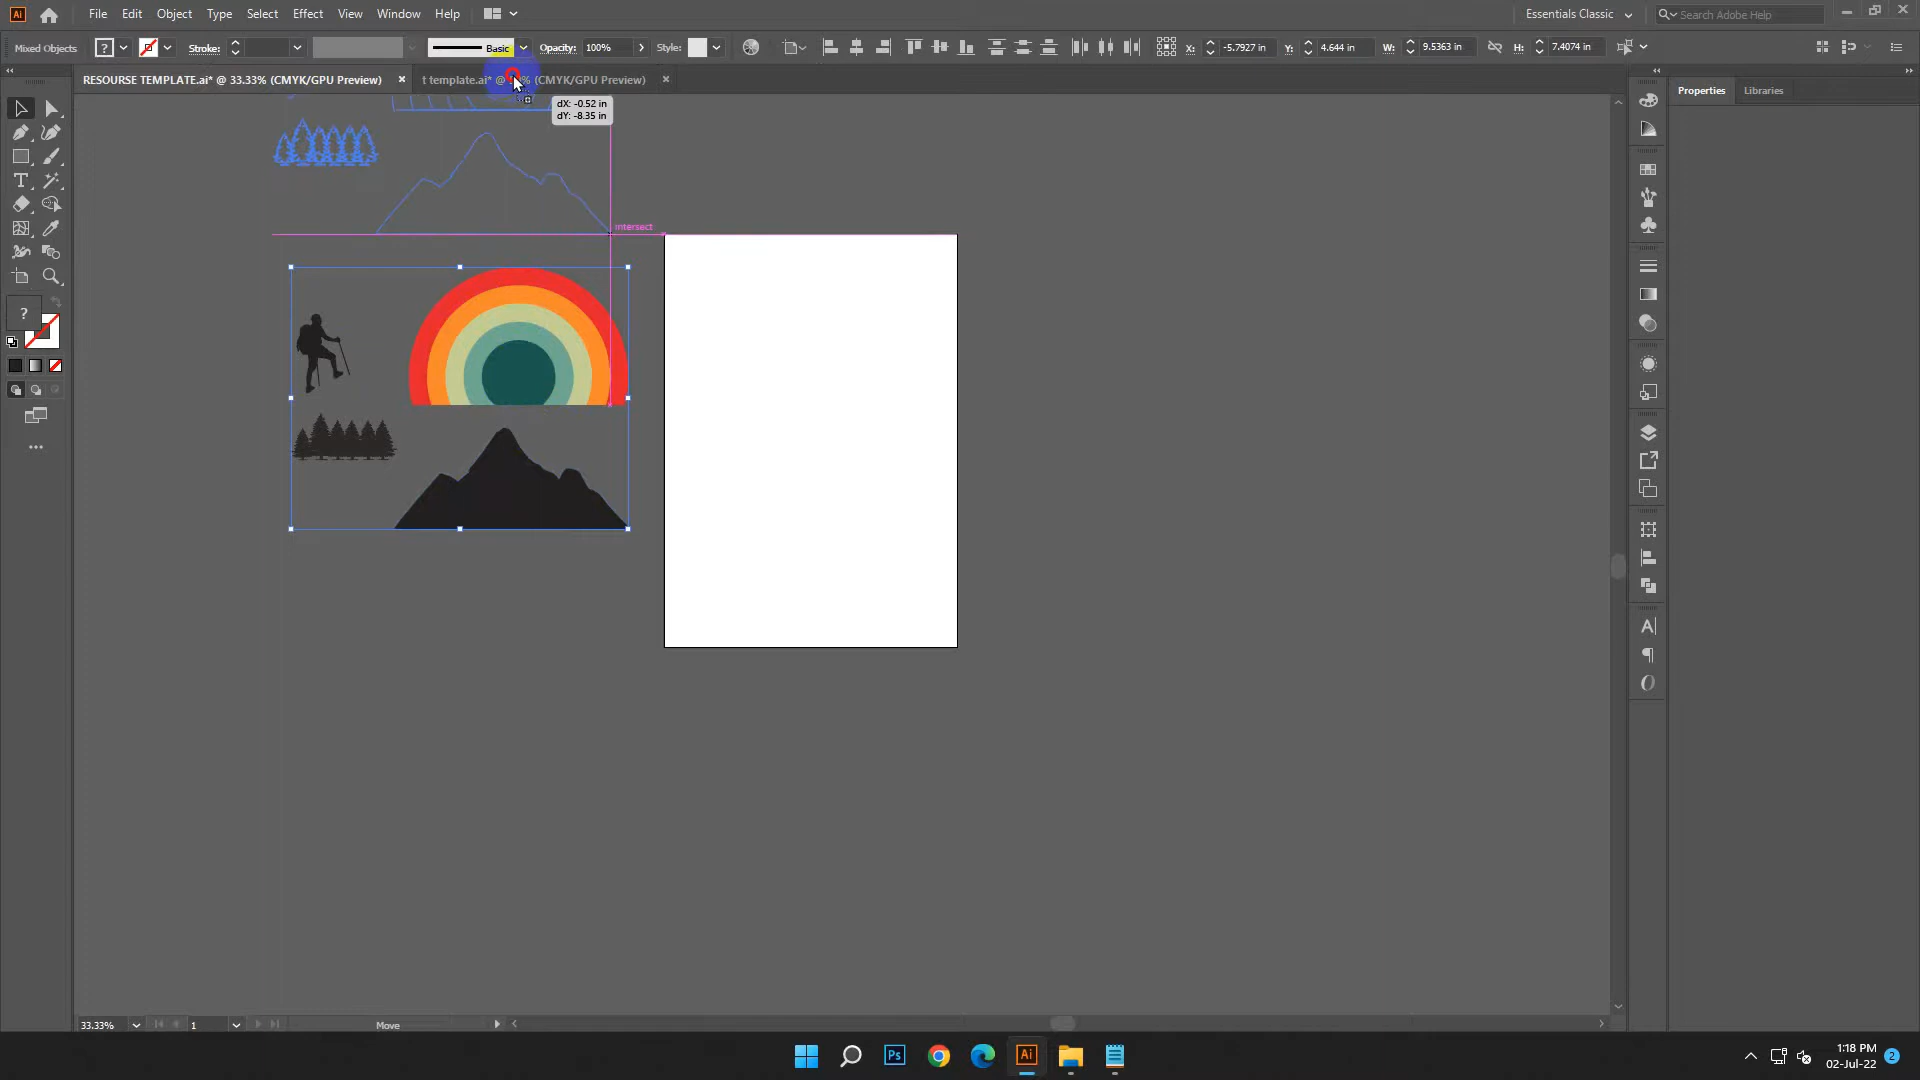 Ai File Edit Object Type Select Effect View Window Help Essentials Classic Search Adobe Help
Mixed Objects ? Stroke: Basic Opacity: 100% Style: X: -5.7927 in Y: 4.644 in W: 9.5363 in H: 7.4074 in
RESOURSE TEMPLATE.ai* @ 33.33% (CMYK/GPU Preview) × t template.ai* @ % (CMYK/GPU Preview) ×
Properties Libraries
dX: -0.52 in
dY: -8.35 in
intersect
?
33.33% 1 Move
Ps Ai
1:18 PM
02-Jul-22 2